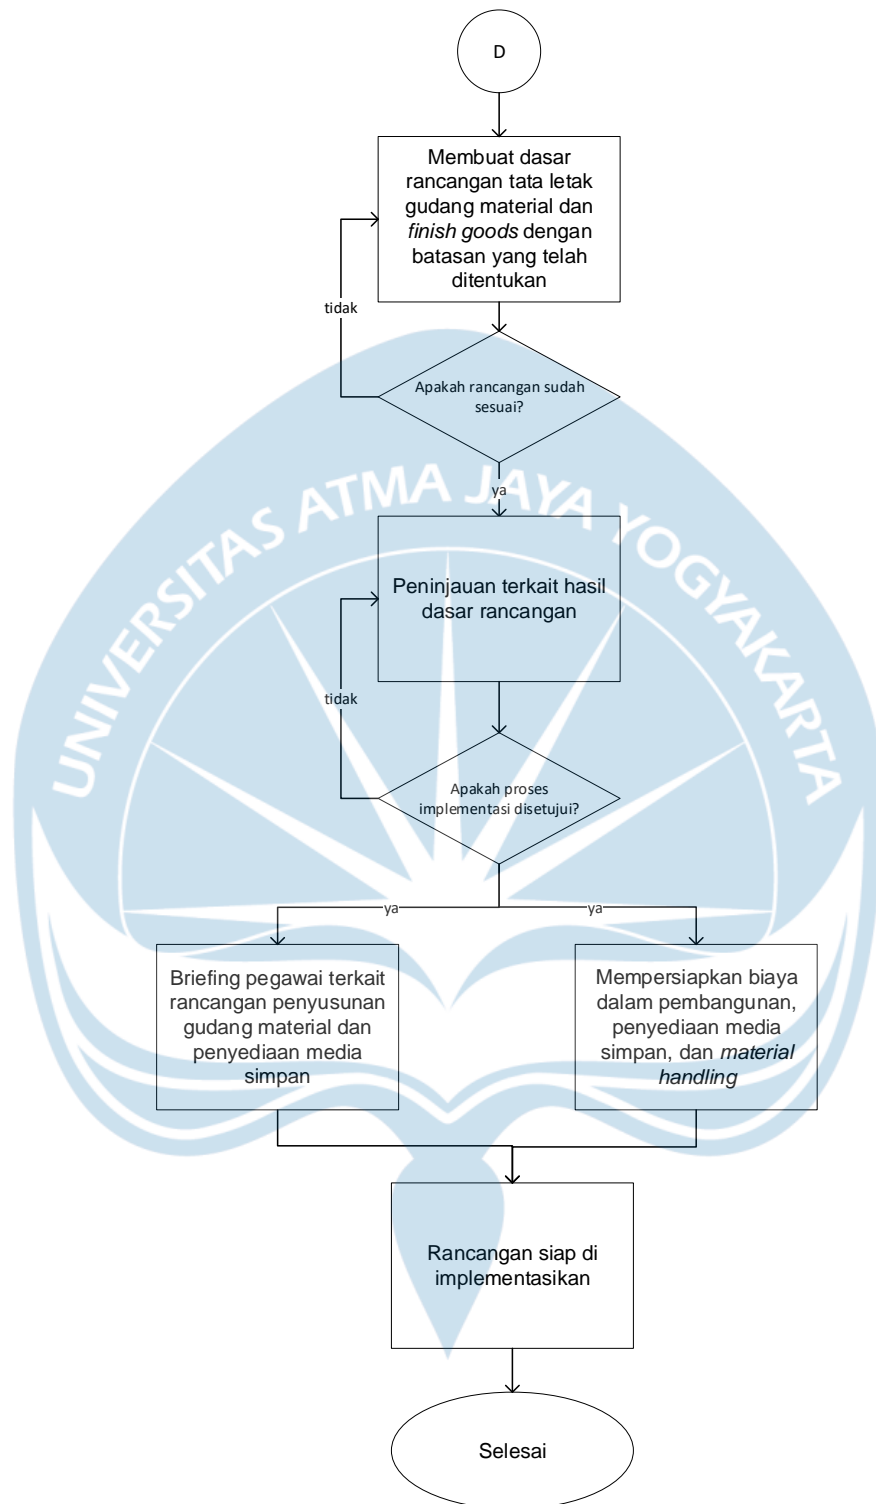 D
Membuat dasar
rancangan tata letak
gudang material dan
finish goods dengan
batasan yang telah
ditentukan
tidak
Apakah rancangan sudah
sesuai?
ya
UNIVERSITAS ATMA JAYA YOGYAKARTA
Peninjauan terkait hasil
dasar rancangan
tidak
Apakah proses
implementasi disetujui?
ya
ya
Briefing pegawai terkait
rancangan penyusunan
gudang material dan
penyediaan media
simpan
Mempersiapkan biaya
dalam pembangunan,
penyediaan media
simpan, dan material
handling
Rancangan siap di
implementasikan
Selesai